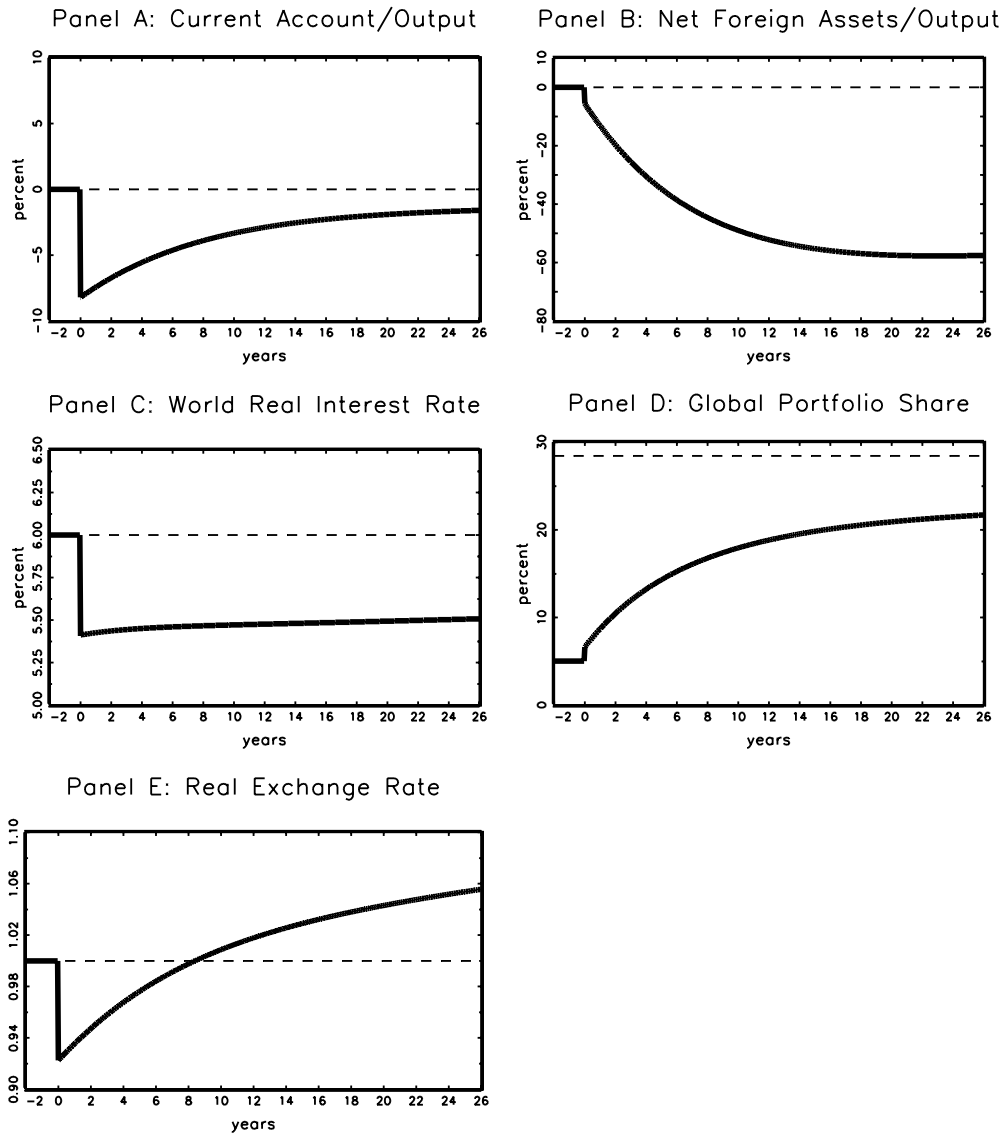 Panel A: Current Account/Output
percent
10
5
0
-5
-10
-2 0 2 4 6 8 10 12 14 16 18 20 22 24 26
years
Panel B: Net Foreign Assets/Output
percent
10
0
-20
-40
-60
-80
-2 0 2 4 6 8 10 12 14 16 18 20 22 24 26
years
Panel C: World Real Interest Rate
percent
6.50
6.25
6.00
5.75
5.50
5.25
5.00
-2 0 2 4 6 8 10 12 14 16 18 20 22 24 26
years
Panel D: Global Portfolio Share
percent
30
20
10
0
-2 0 2 4 6 8 10 12 14 16 18 20 22 24 26
years
Panel E: Real Exchange Rate
1.10
1.06
1.02
0.98
0.94
0.90
-2 0 2 4 6 8 10 12 14 16 18 20 22 24 26
years